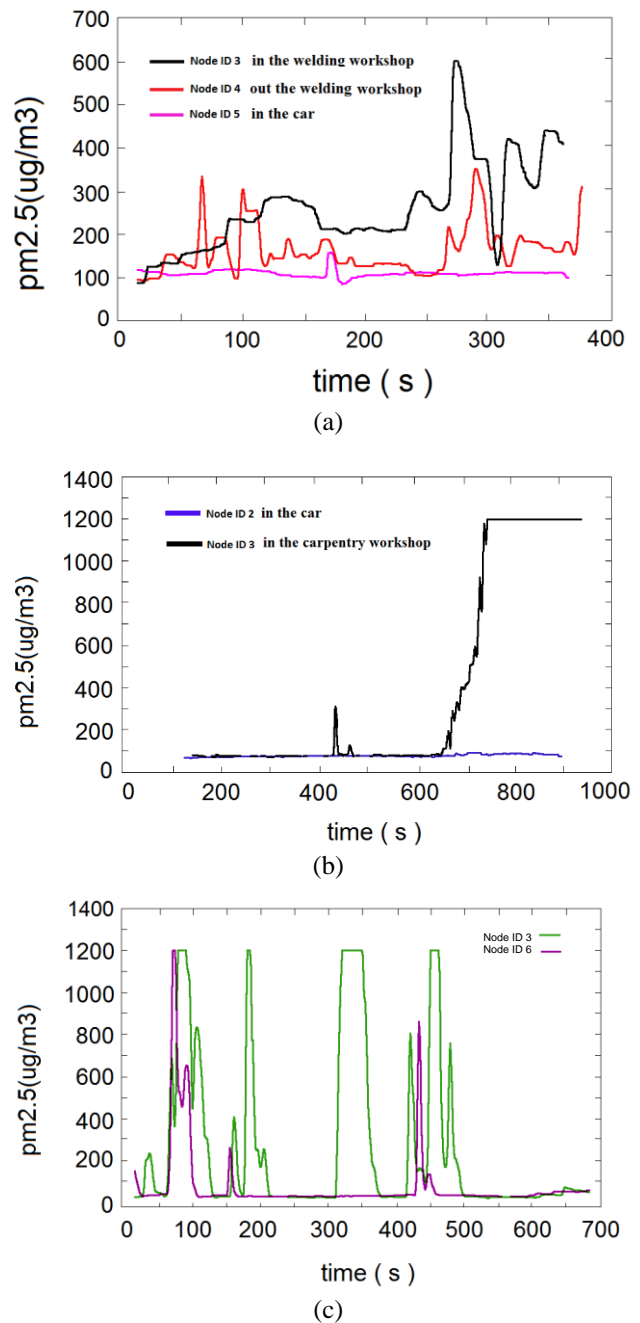 700
600
500
400
300
200
100
0
pm2.5(ug/m3)
Node ID 3 in the welding workshop
Node ID 4 out the welding workshop
Node ID 5 in the car
0 100 200 300 400
time ( s )
(a)
1400
1200
1000
800
600
400
200
0
pm2.5(ug/m3)
Node ID 2 in the car
Node ID 3 in the carpentry workshop
0 200 400 600 800 1000
time ( s )
(b)
1400
1200
1000
800
600
400
200
0
pm2.5(ug/m3)
Node ID 3
Node ID 6
0 100 200 300 400 500 600 700
time ( s )
(c)